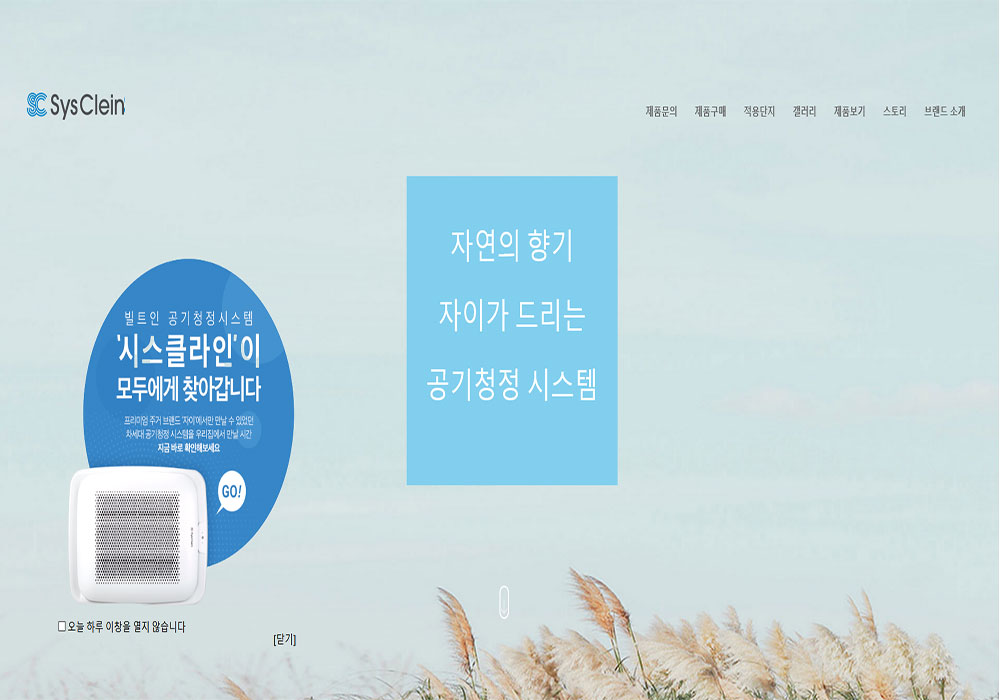 SysClein
제품문의 제품구매 적용단지 갤러리 제품보기 스토리 브랜드 소개
자연의 향기
자이가 드리는
공기청정 시스템
빌트인 공기청정시스템
'시스클라인'이
모두에게 찾아갑니다
프리미엄 주거 브랜드 '자이'에서만 만날 수 있었던
차세대 공기청정 시스템을 우리집에서 만날 시간
지금 바로 확인해보세요
GO!
오늘 하루 이창을 열지 않습니다
[닫기]